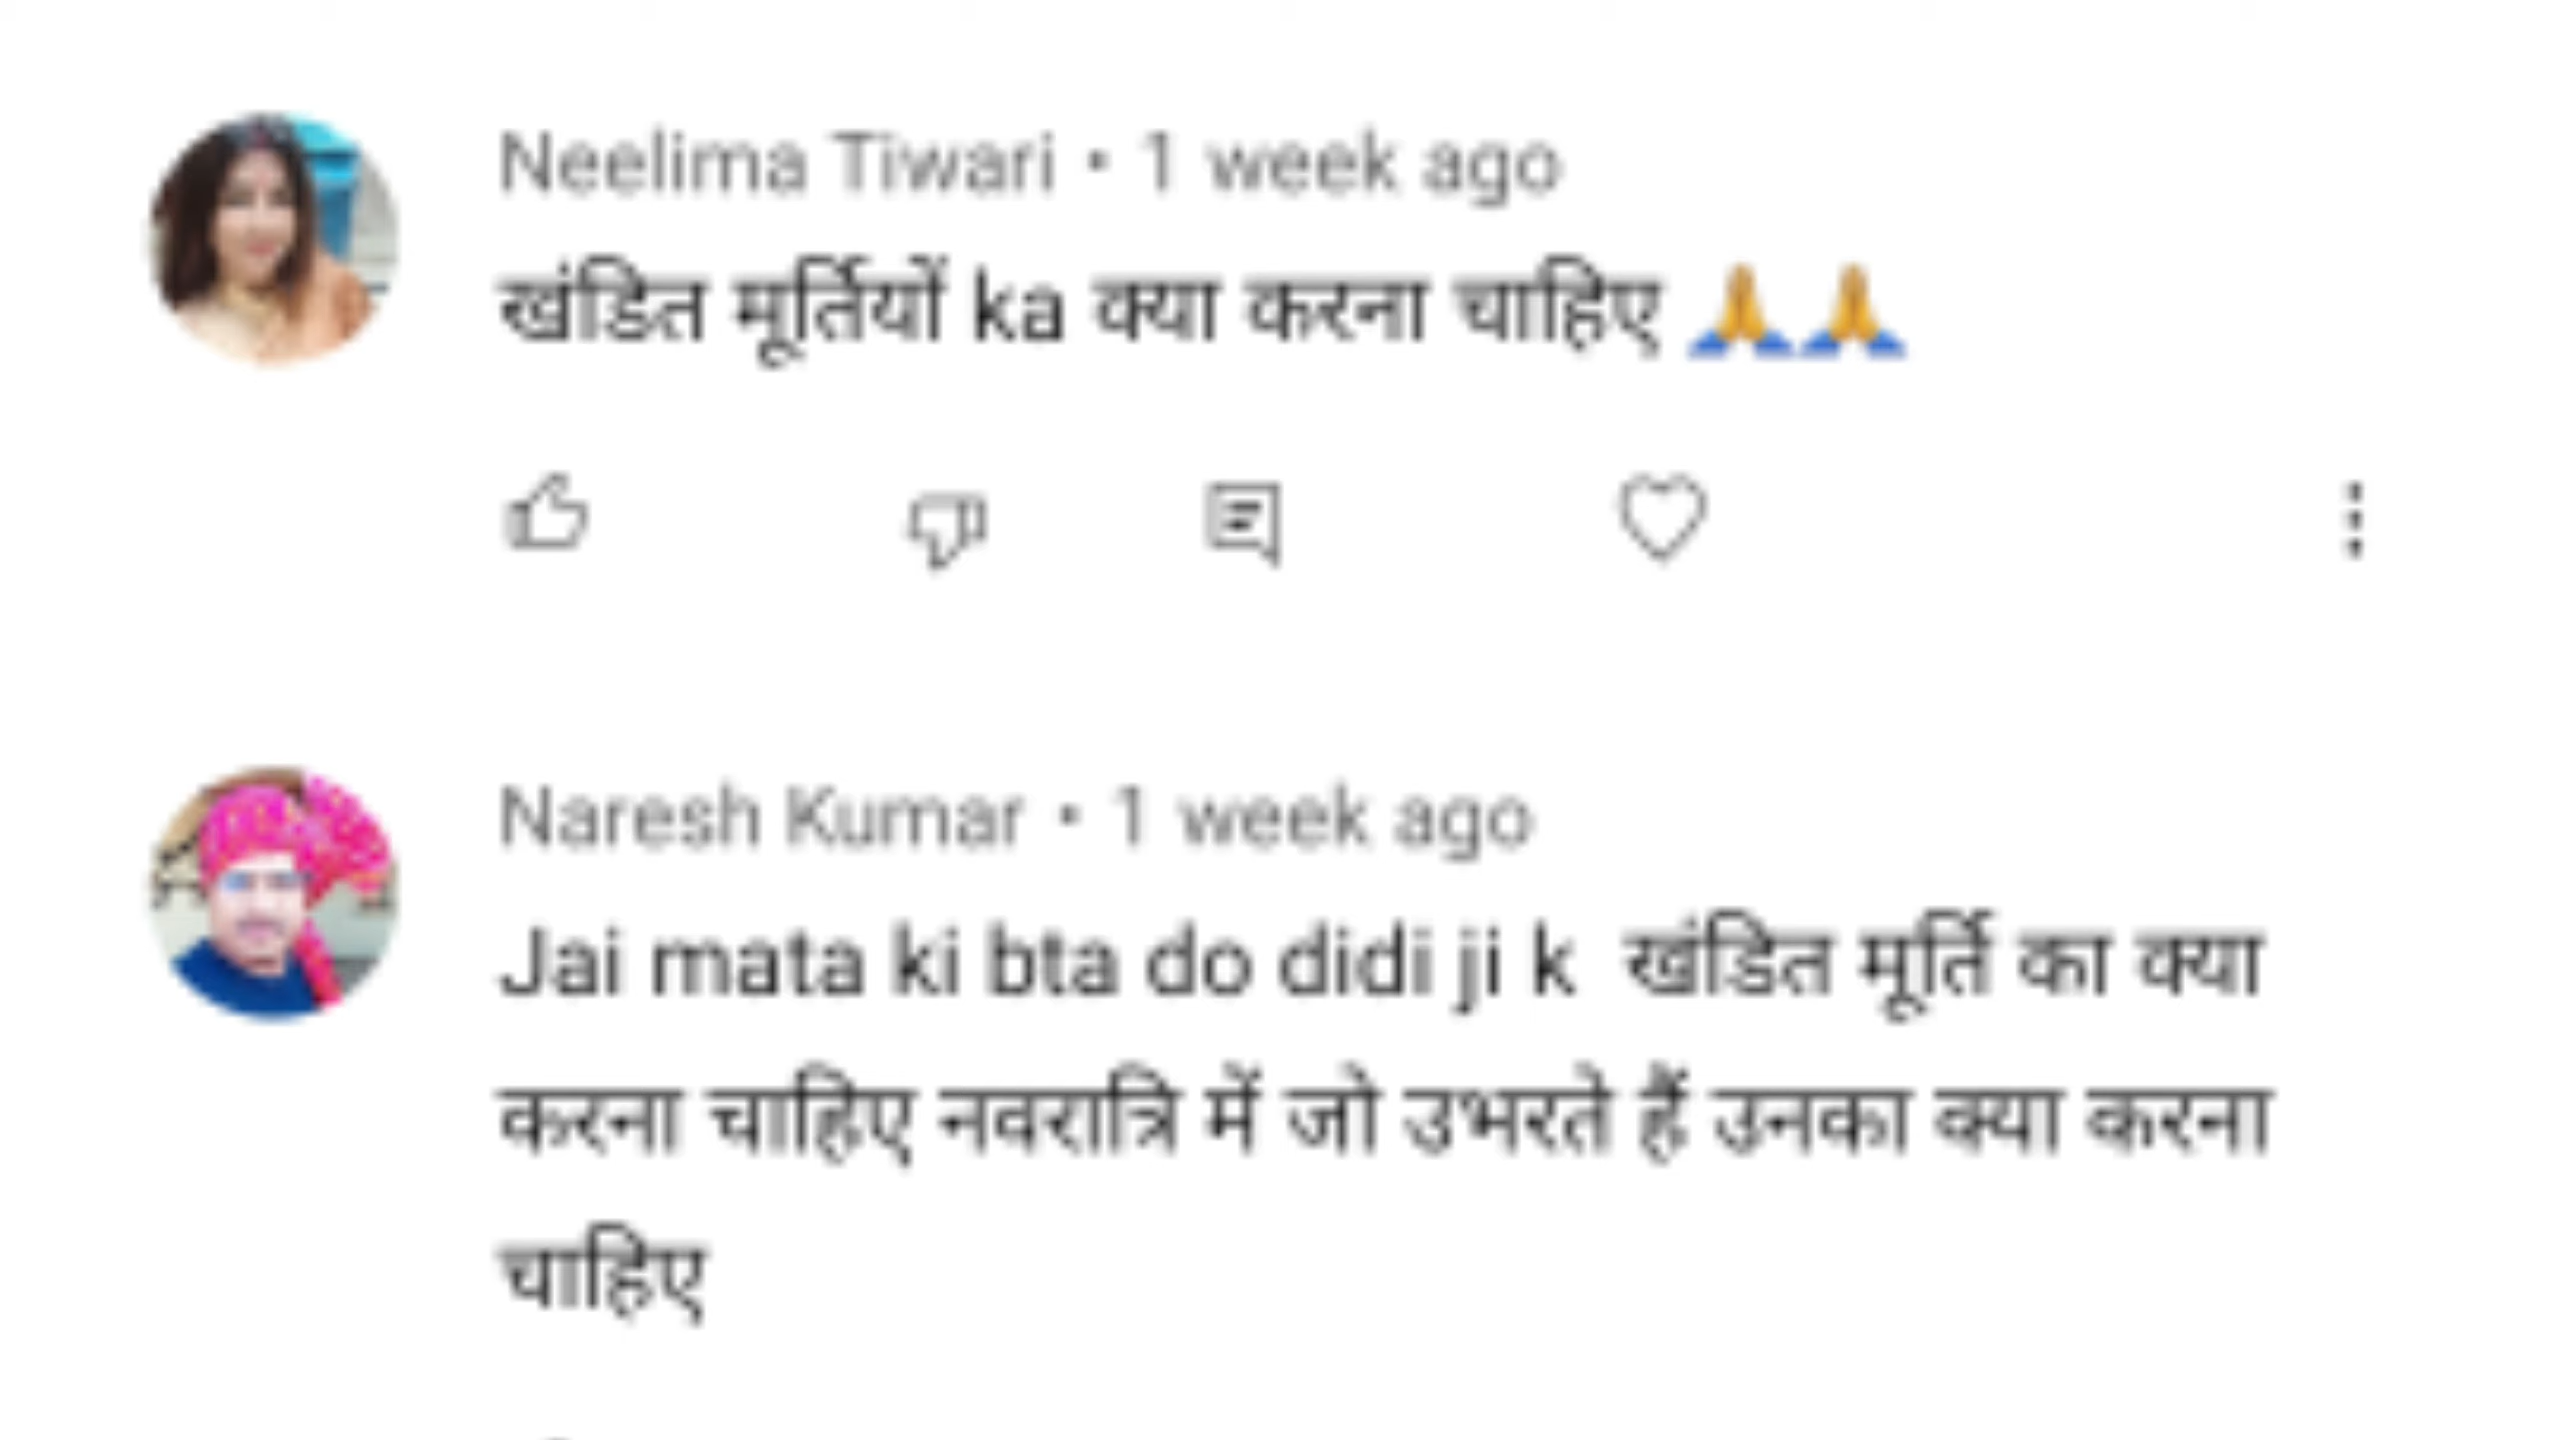 Neelima Tiwari • 1 week ago
खंडित मूर्तियों ka क्या करना चाहिए 🙏🙏
Naresh Kumar • 1 week ago
Jai mata ki bta do didi ji k खंडित मूर्ति का क्या
करना चाहिए नवरात्रि में जो उभरते हैं उनका क्या करना
चाहिए